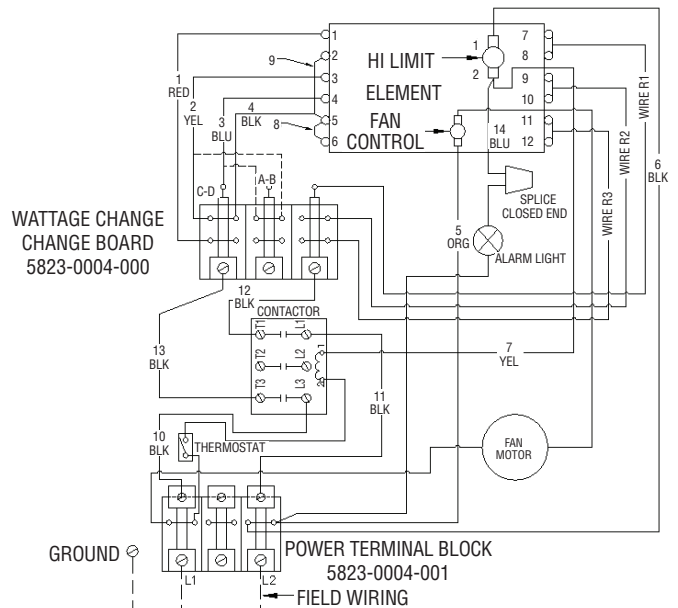 1
7
1
9
2
HI LIMIT
8
1
RED
3
2
9
WIRE R1
2
YEL
4
ELEMENT
10
WIRE R2
6
BLK
3
BLU
4
BLK
5
FAN
CONTROL
14
BLU
11
8
6
12
WIRE R3
C-D
A-B
SPLICE
CLOSED END
WATTAGE CHANGE
CHANGE BOARD
5823-0004-000
5
ORG
ALARM LIGHT
12
BLK
CONTACTOR
T1
L1
13
BLK
T2
L2
1
7
YEL
T3
L3
2
11
BLK
10
BLK
THERMOSTAT
FAN
MOTOR
GROUND
POWER TERMINAL BLOCK
5823-0004-001
L1
L2
FIELD WIRING